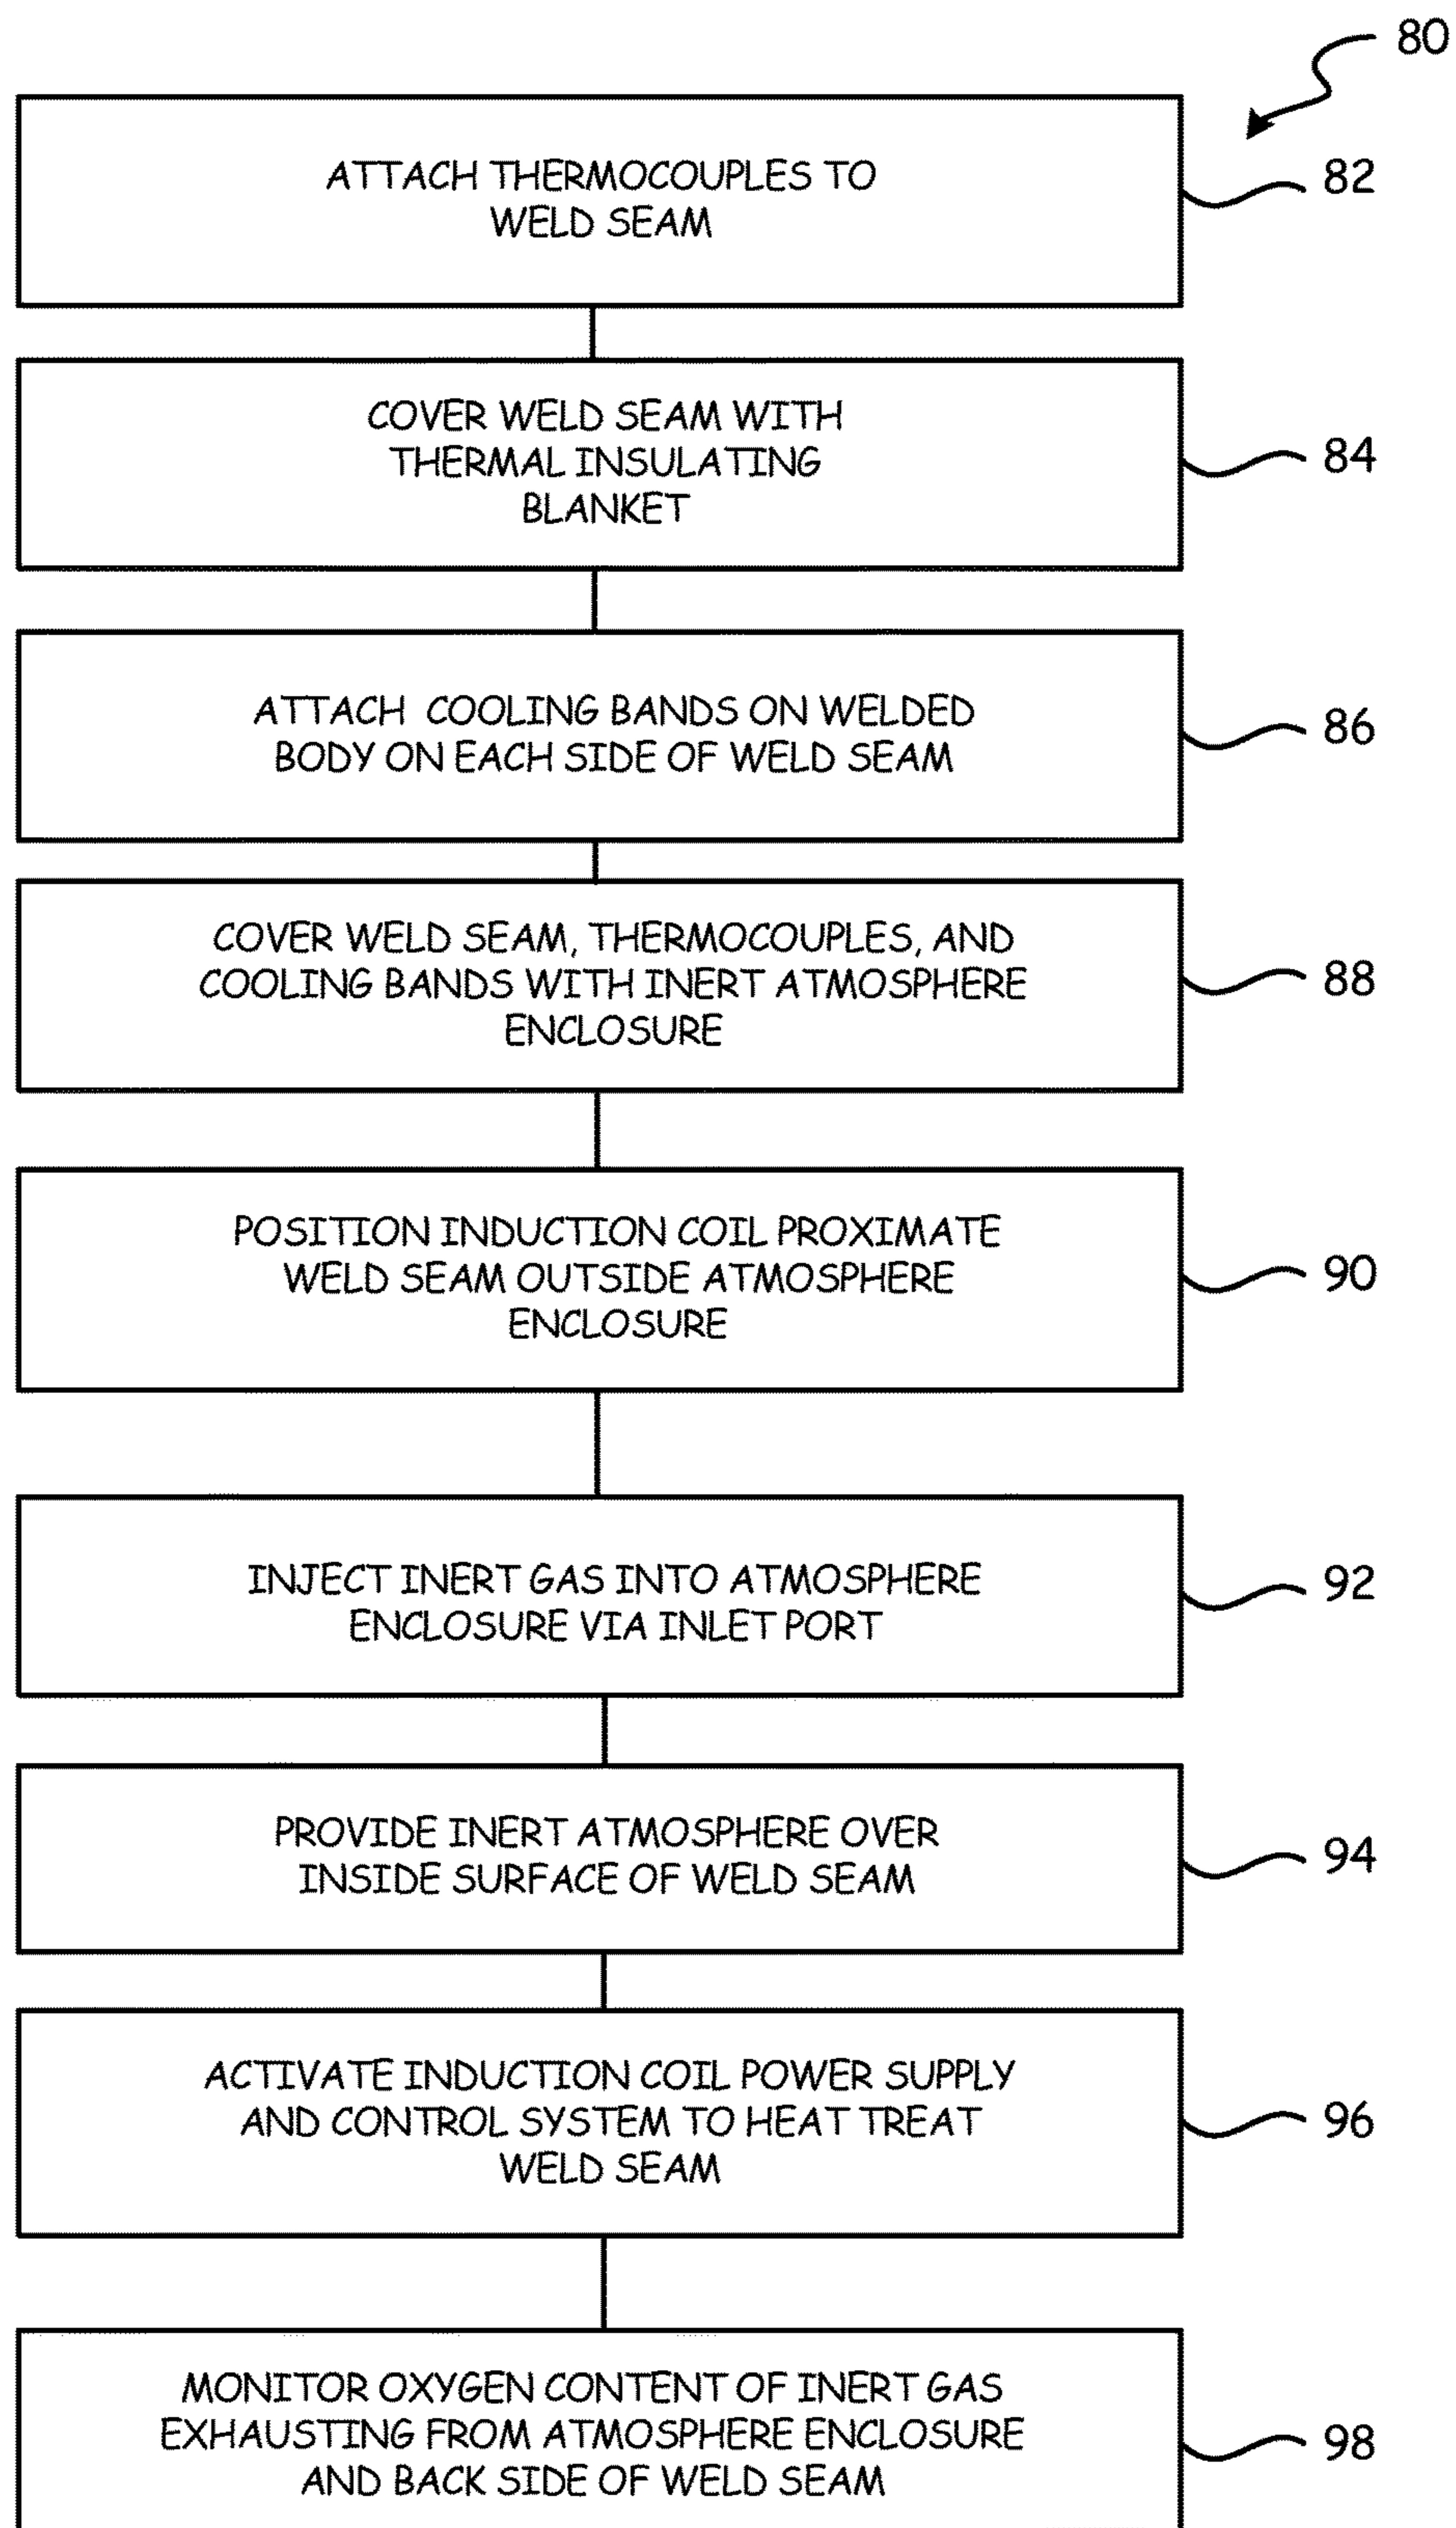 80
ATTACH THERMOCOUPLES TO
WELD SEAM
82
COVER WELD SEAM WITH
THERMAL INSULATING
BLANKET
84
ATTACH COOLING BANDS ON WELDED
BODY ON EACH SIDE OF WELD SEAM
86
COVER WELD SEAM, THERMOCOUPLES, AND
COOLING BANDS WITH INERT ATMOSPHERE
ENCLOSURE
88
POSITION INDUCTION COIL PROXIMATE
WELD SEAM OUTSIDE ATMOSPHERE
ENCLOSURE
90
INJECT INERT GAS INTO ATMOSPHERE
ENCLOSURE VIA INLET PORT
92
PROVIDE INERT ATMOSPHERE OVER
INSIDE SURFACE OF WELD SEAM
94
ACTIVATE INDUCTION COIL POWER SUPPLY
AND CONTROL SYSTEM TO HEAT TREAT
WELD SEAM
96
MONITOR OXYGEN CONTENT OF INERT GAS
EXHAUSTING FROM ATMOSPHERE ENCLOSURE
AND BACK SIDE OF WELD SEAM
98